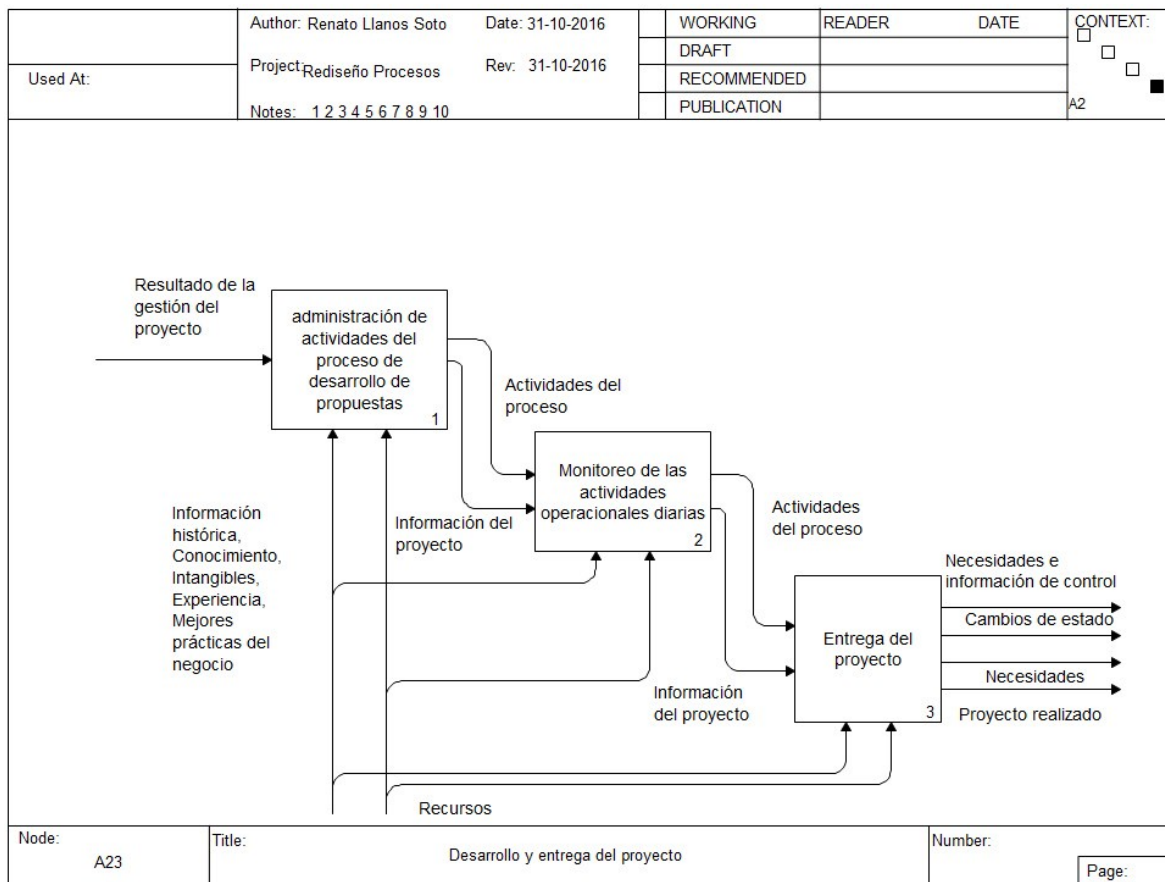 Used At:
Author: Renato Llanos Soto
Date: 31-10-2016
Project: Rediseño Procesos
Rev: 31-10-2016
Notes: 1 2 3 4 5 6 7 8 9 10
WORKING
DRAFT
RECOMMENDED
PUBLICATION
READER
DATE
CONTEXT:
A2
Resultado de la
gestión del
proyecto
administración de
actividades del
proceso de
desarrollo de
propuestas
1
Actividades del
proceso
Información del
proyecto
Monitoreo de las
actividades
operacionales diarias
2
Actividades
del proceso
Información
del proyecto
Información
histórica,
Conocimiento,
Intangibles,
Experiencia,
Mejores
prácticas del
negocio
Entrega del
proyecto
3
Necesidades e
información de control
Cambios de estado
Necesidades
Proyecto realizado
Recursos
Node:
A23
Title:
Desarrollo y entrega del proyecto
Number:
Page: